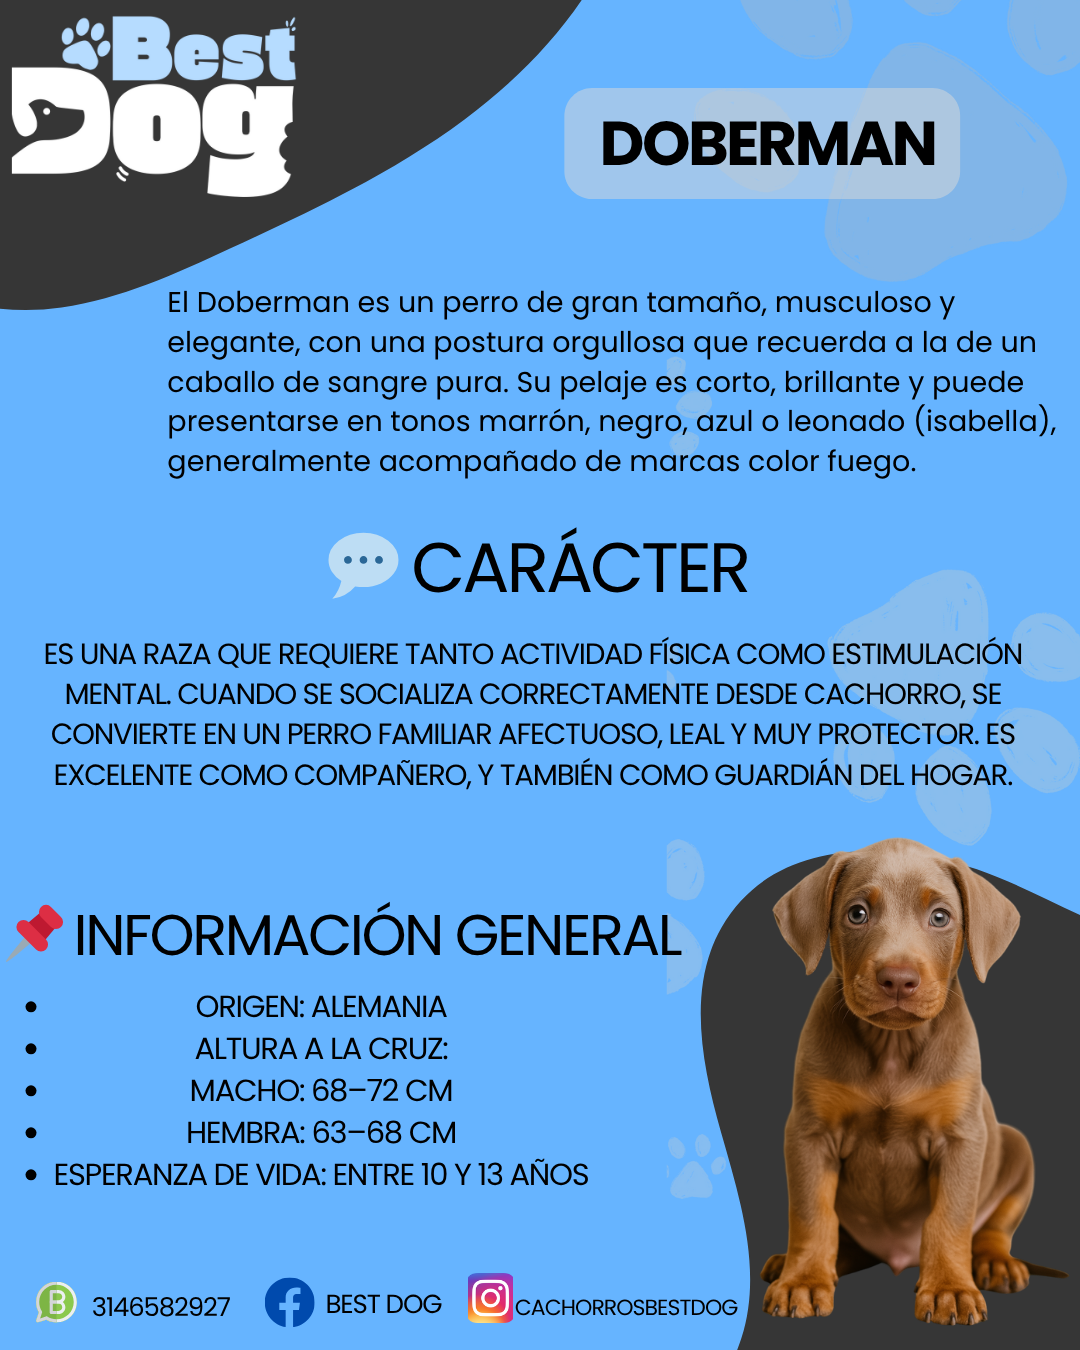 Best
Dog
DOBERMAN
El Doberman es un perro de gran tamaño, musculoso y
elegante, con una postura orgullosa que recuerda a la de un
caballo de sangre pura. Su pelaje es corto, brillante y puede
presentarse en tonos marrón, negro, azul o leonado (isabella),
generalmente acompañado de marcas color fuego.
CARÁCTER
ES UNA RAZA QUE REQUIERE TANTO ACTIVIDAD FÍSICA COMO ESTIMULACIÓN
MENTAL. CUANDO SE SOCIALIZA CORRECTAMENTE DESDE CACHORRO, SE
CONVIERTE EN UN PERRO FAMILIAR AFECTUOSO, LEAL Y MUY PROTECTOR. ES
EXCELENTE COMO COMPAÑERO, Y TAMBIÉN COMO GUARDIÁN DEL HOGAR.
INFORMACIÓN GENERAL
• ORIGEN: ALEMANIA
• ALTURA A LA CRUZ:
• MACHO: 68–72 CM
• HEMBRA: 63–68 CM
• ESPERANZA DE VIDA: ENTRE 10 Y 13 AÑOS
3146582927 BEST DOG CACHORROSBESTDOG